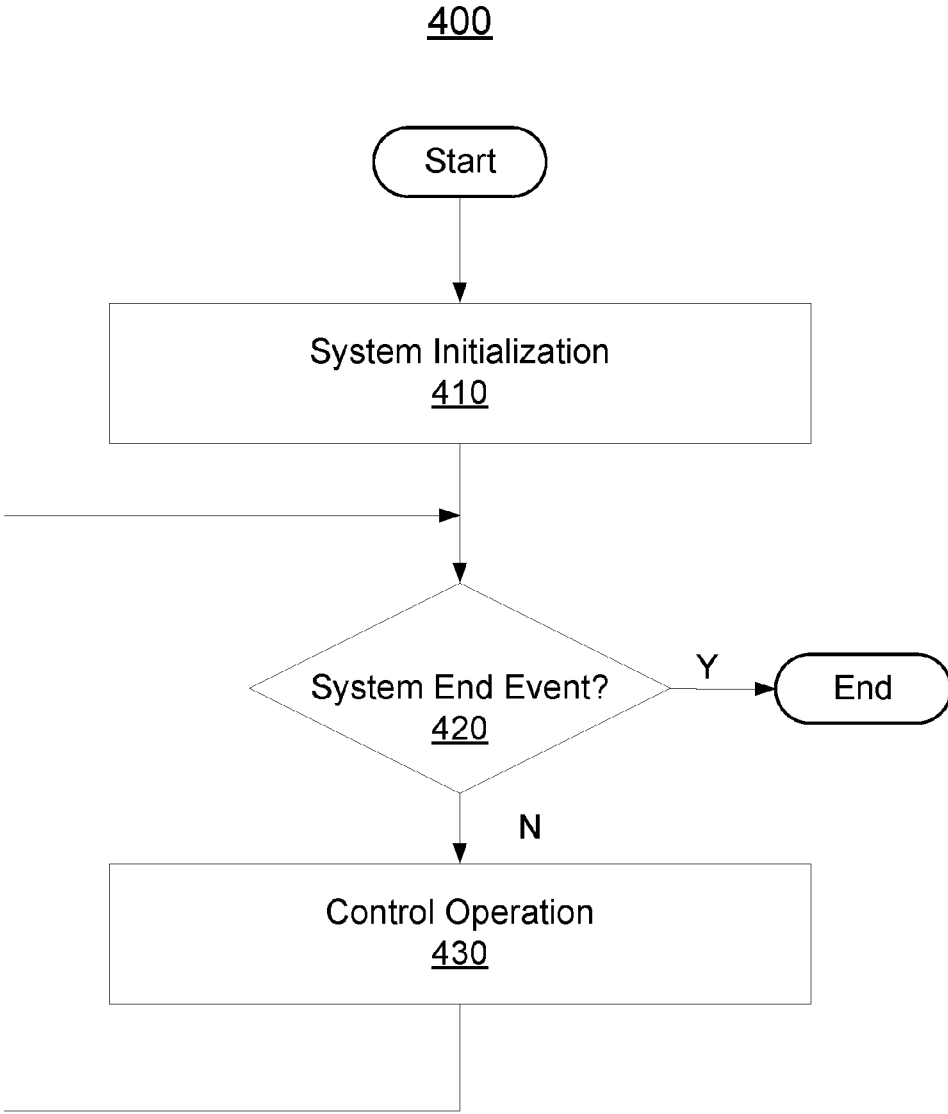 400
Start
System Initialization
410
System End Event?
420
Y
End
N
Control Operation
430